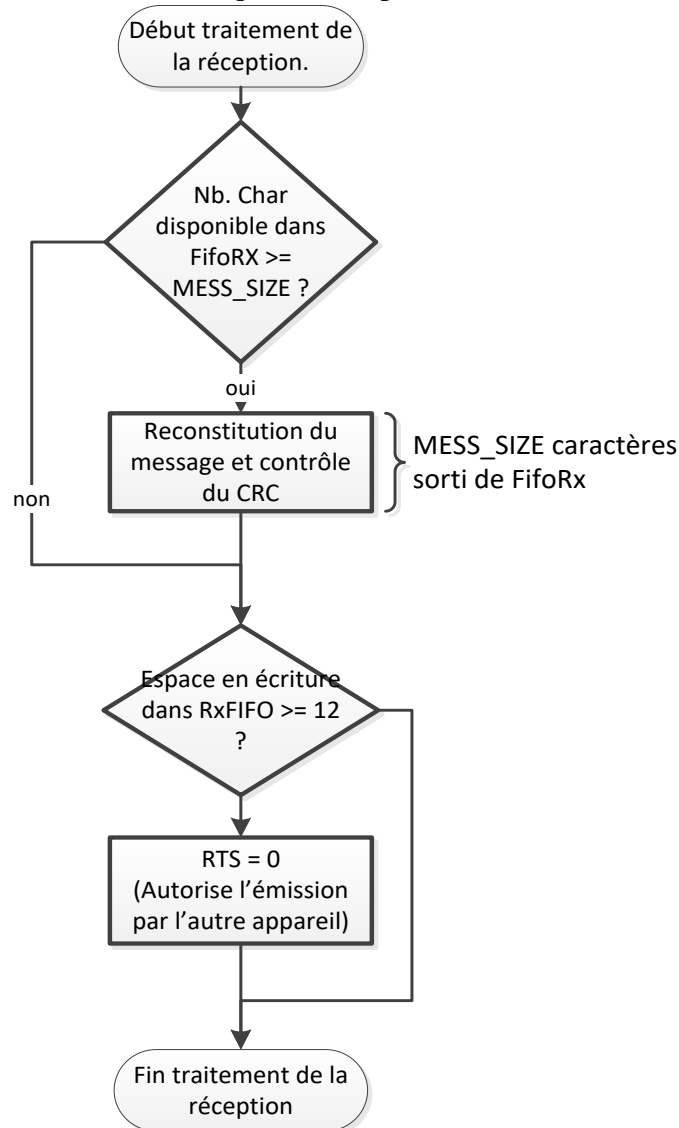 Début traitement de
la réception.
Nb. Char
disponible dans
FifoRX >=
MESS_SIZE ?
oui
Reconstitution du
message et contrôle
du CRC
MESS_SIZE caractères
sorti de FifoRx
non
Espace en écriture
dans RxFIFO >= 12
?
RTS = 0
(Autorise l’émission
par l’autre appareil)
Fin traitement de la
réception